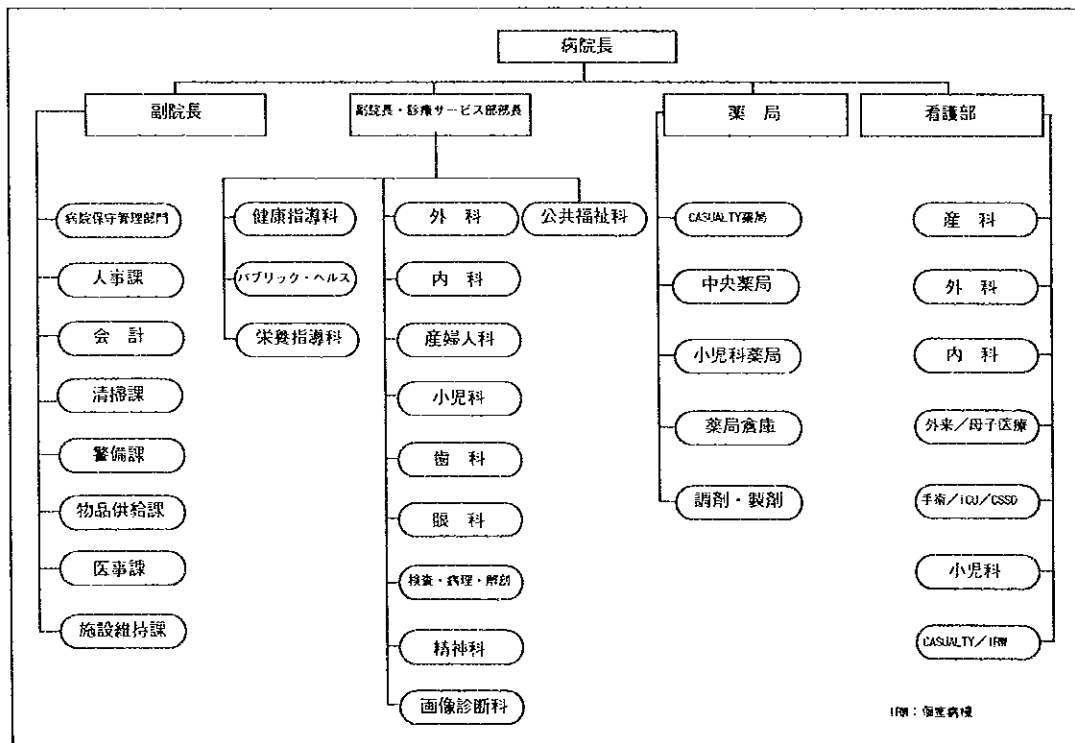 病院長
副院長
副院長・診療サービス部部長
薬 局
看護部
病院保守管理部門
人事課
会 計
清掃課
警備課
物品供給課
医事課
施設維持課
健康指導科
パブリック・ヘルス
栄養指導科
外 科
内 科
産婦人科
小児科
歯 科
眼 科
検査・病理・解剖
精神科
画像診断科
公共福祉科
CASUALTY薬局
中央薬局
小児科薬局
薬局倉庫
調剤・製剤
産 科
外 科
内 科
外来/母子医療
手術/ICU/CSSD
小児科
CASUALTY/IRW
IRW：個室病棟